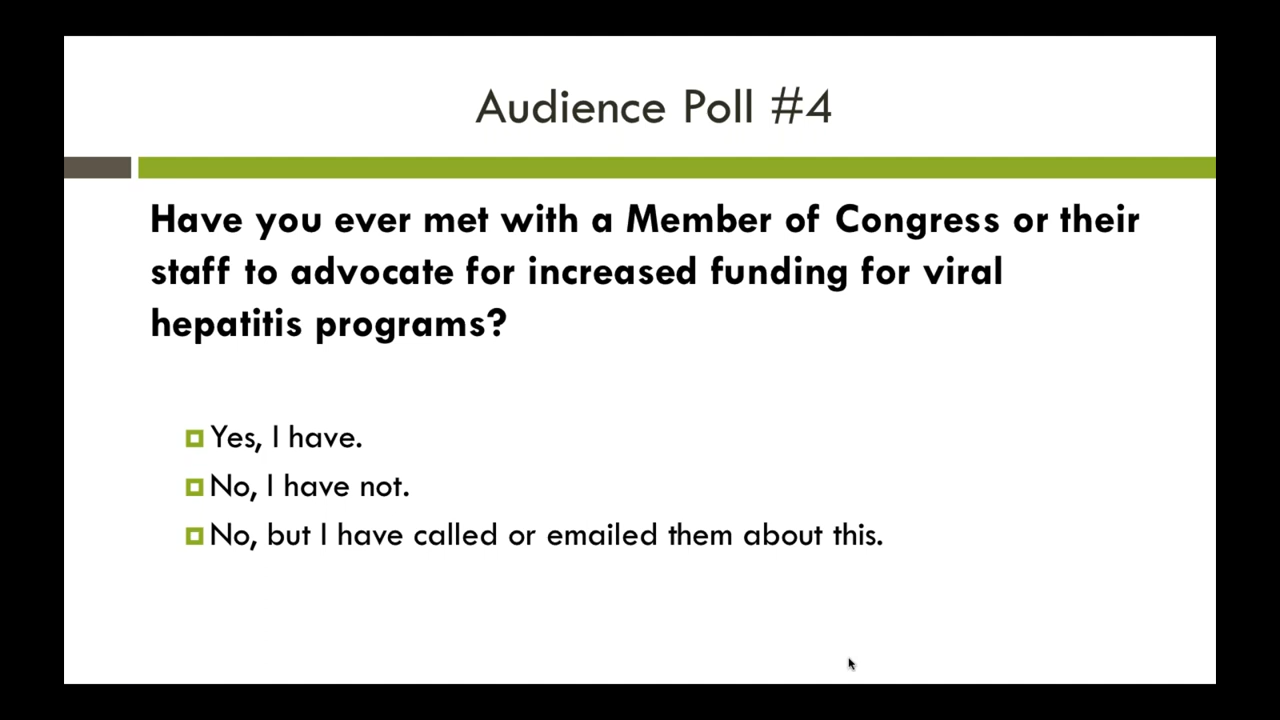 Audience Poll #4
Have you ever met with a Member of Congress or their
staff to advocate for increased funding for viral
hepatitis programs?
Yes, I have.
No, I have not.
No, but I have called or emailed them about this.